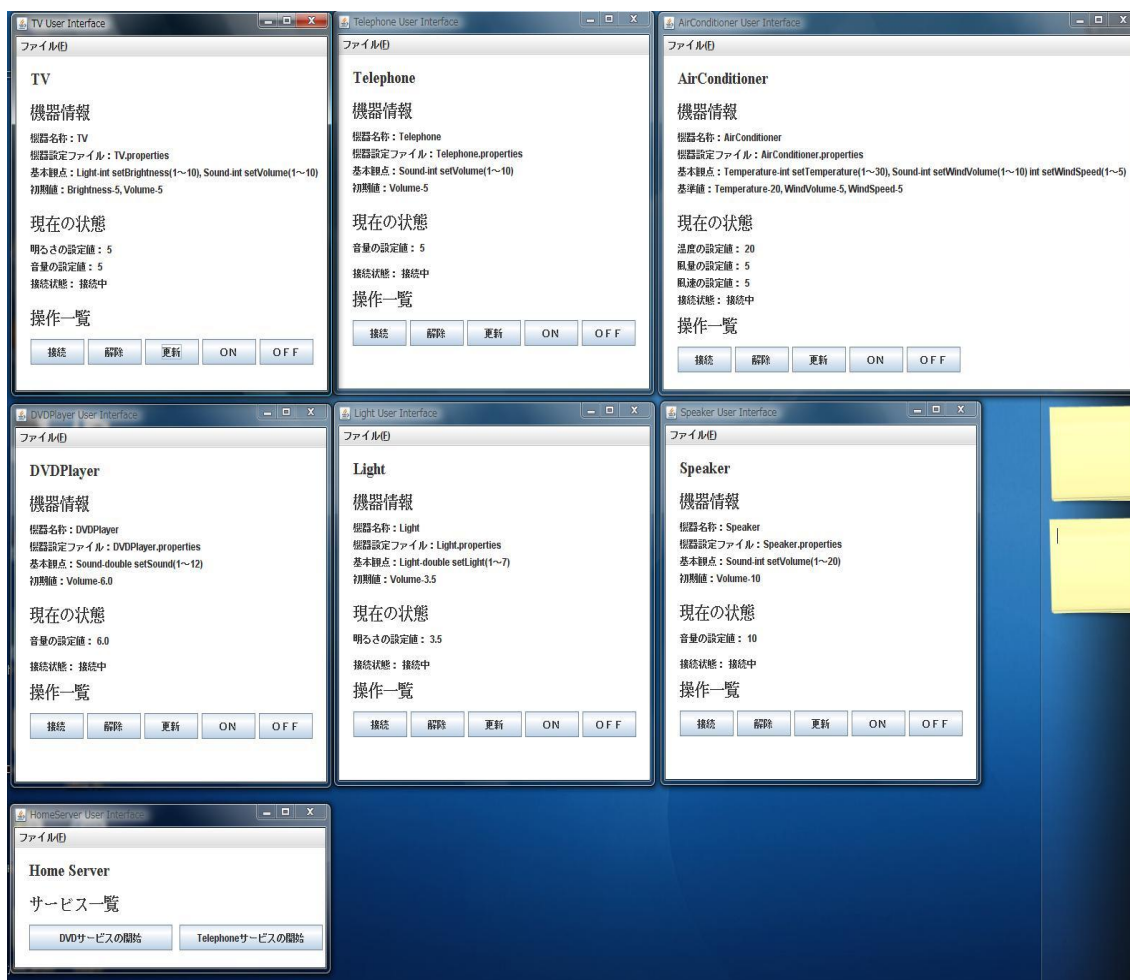 TV User Interface
ファイル(F)
TV
機器情報
機器名称：TV
機器設定ファイル：TV.properties
基本観点：Light-int setBrightness(1～10), Sound-int setVolume(1～10)
初期値：Brightness-5, Volume-5
現在の状態
明るさの設定値： 5
音量の設定値： 5
接続状態： 接続中
操作一覧
接続 解除 更新 ON OFF
Telephone User Interface
ファイル(F)
Telephone
機器情報
機器名称：Telephone
機器設定ファイル：Telephone.properties
基本観点：Sound-int setVolume(1～10)
初期値：Volume-5
現在の状態
音量の設定値： 5
接続状態： 接続中
操作一覧
接続 解除 更新 ON OFF
AirConditioner User Interface
ファイル(F)
AirConditioner
機器情報
機器名称：AirConditioner
機器設定ファイル：AirConditioner.properties
基本観点：Temperature-int setTemperature(1～30), Sound-int setWindVolume(1～10) int setWindSpeed(1～5)
基準値：Temperature-20, WindVolume-5, WindSpeed-5
現在の状態
温度の設定値： 20
風量の設定値： 5
風速の設定値： 5
接続状態： 接続中
操作一覧
接続 解除 更新 ON OFF
DVDPlayer User Interface
ファイル(F)
DVDPlayer
機器情報
機器名称：DVDPlayer
機器設定ファイル：DVDPlayer.properties
基本観点：Sound-double setSound(1～12)
初期値：Volume-6.0
現在の状態
音量の設定値： 6.0
接続状態： 接続中
操作一覧
接続 解除 更新 ON OFF
Light User Interface
ファイル(F)
Light
機器情報
機器名称：Light
機器設定ファイル：Light.properties
基本観点：Light-double setLight(1～7)
初期値：Volume-3.5
現在の状態
明るさの設定値： 3.5
接続状態： 接続中
操作一覧
接続 解除 更新 ON OFF
Speaker User Interface
ファイル(F)
Speaker
機器情報
機器名称：Speaker
機器設定ファイル：Speaker.properties
基本観点：Sound-int setVolume(1～20)
初期値：Volume-10
現在の状態
音量の設定値： 10
接続状態： 接続中
操作一覧
接続 解除 更新 ON OFF
HomeServer User Interface
ファイル(F)
Home Server
サービス一覧
DVDサービスの開始 Telephoneサービスの開始